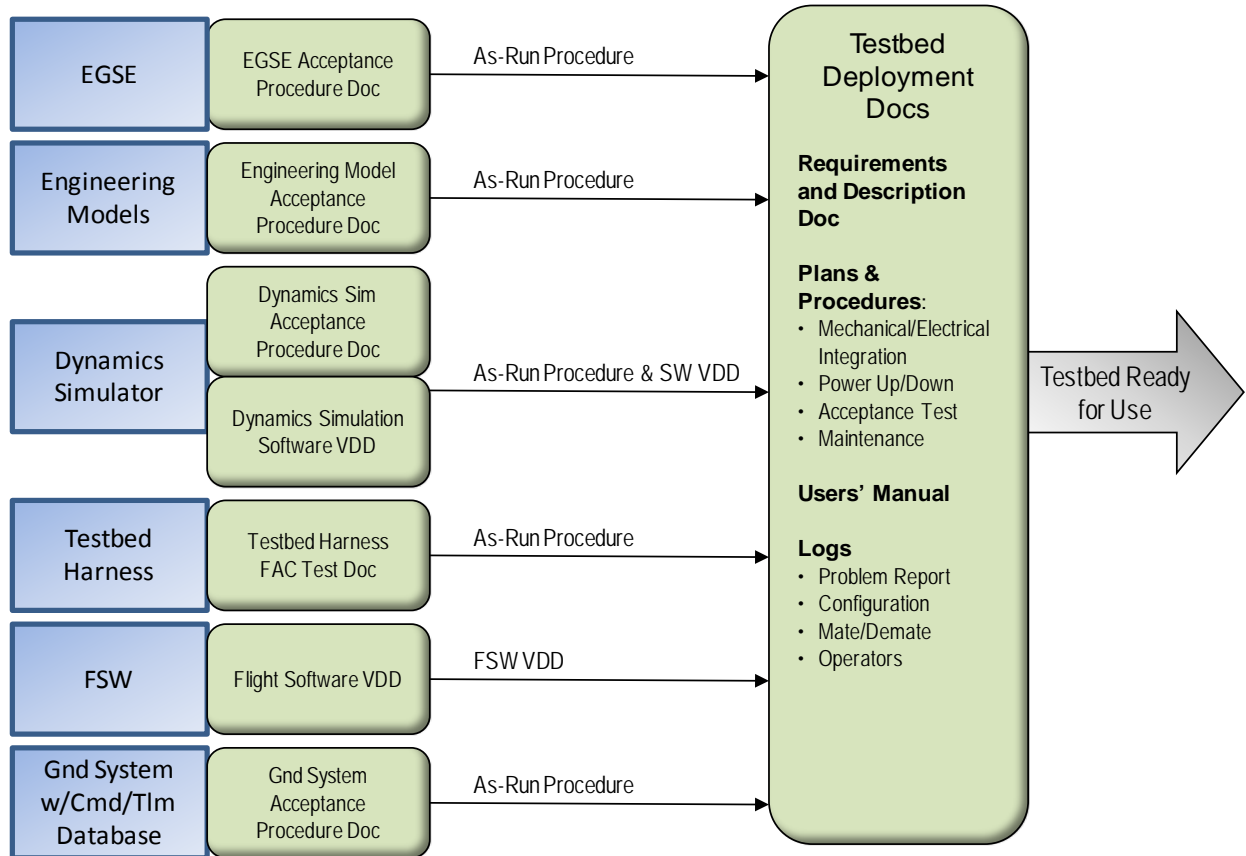 EGSE
EGSE Acceptance
Procedure Doc
As-Run Procedure
Engineering
Models
Engineering Model
Acceptance
Procedure Doc
As-Run Procedure
Dynamics
Simulator
Dynamics Sim
Acceptance
Procedure Doc
Dynamics Simulation
Software VDD
As-Run Procedure & SW VDD
Testbed
Harness
Testbed Harness
FAC Test Doc
As-Run Procedure
FSW
Flight Software VDD
FSW VDD
Gnd System
w/Cmd/Tlm
Database
Gnd System
Acceptance
Procedure Doc
As-Run Procedure
Testbed
Deployment
Docs
Requirements
and Description
Doc
Plans &
Procedures:
• Mechanical/Electrical
Integration
• Power Up/Down
• Acceptance Test
• Maintenance
Users’ Manual
Logs
• Problem Report
• Configuration
• Mate/Demate
• Operators
Testbed Ready
for Use